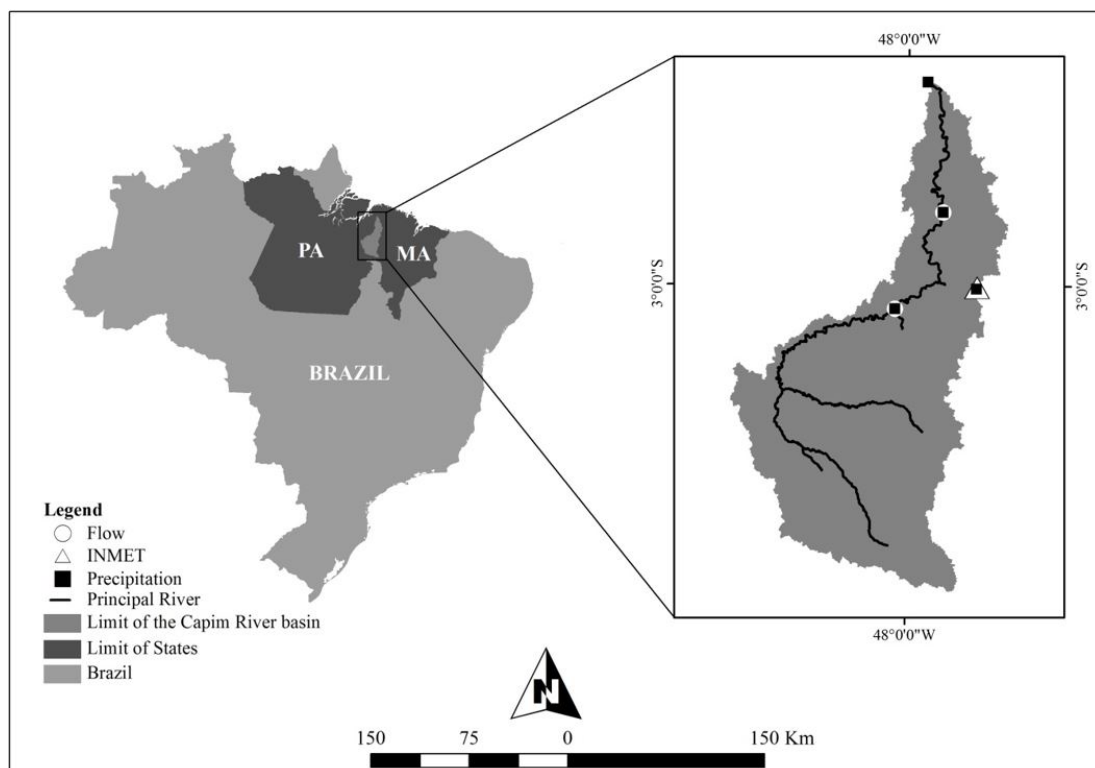 48°0'0"W
3°0'0"S
3°0'0"S
48°0'0"W
PA
MA
BRAZIL
Legend
Flow
INMET
Precipitation
Principal River
Limit of the Capim River basin
Limit of States
Brazil
N
150 75 0 150 Km